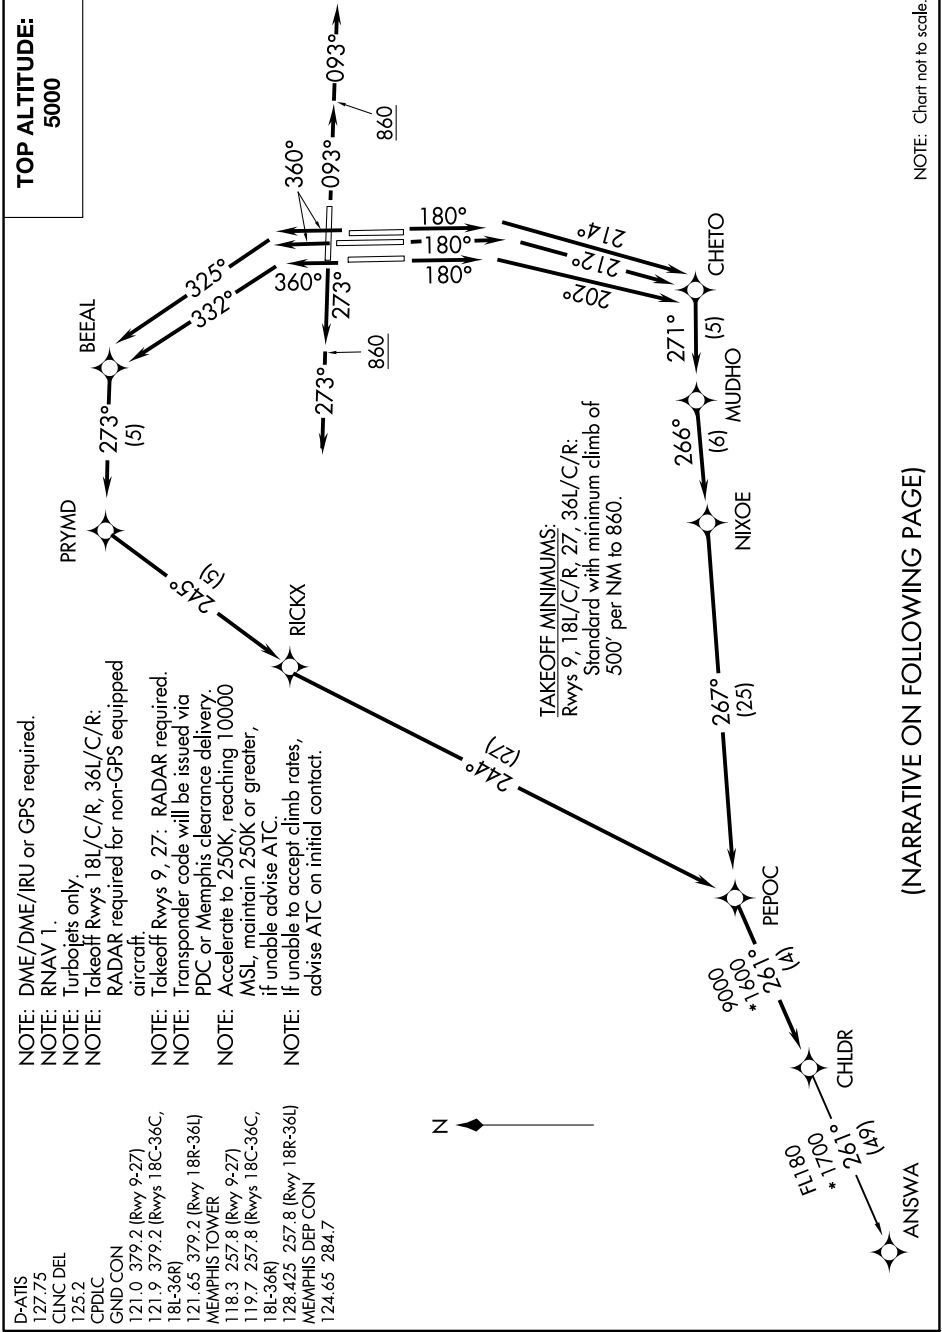 D-ATIS
127.75
CLNC DEL
125.2
CPDLC
GND CON
121.0 379.2 (Rwy 9-27)
121.9 379.2 (Rwys 18C-36C,
18L-36R)
121.65 379.2 (Rwy 18R-36L)
MEMPHIS TOWER
118.3 257.8 (Rwy 9-27)
119.7 257.8 (Rwys 18C-36C,
18L-36R)
128.425 257.8 (Rwy 18R-36L)
MEMPHIS DEP CON
124.65 284.7
NOTE: DME/DME/IRU or GPS required.
NOTE: RNAV 1.
NOTE: Turbojets only.
NOTE: Takeoff Rwys 18L/C/R, 36L/C/R:
RADAR required for non-GPS equipped
aircraft.
NOTE: Takeoff Rwys 9, 27: RADAR required.
NOTE: Transponder code will be issued via
PDC or Memphis clearance delivery.
NOTE: Accelerate to 250K, reaching 10000
MSL, maintain 250K or greater,
if unable advise ATC.
NOTE: If unable to accept climb rates,
advise ATC on initial contact.
TOP ALTITUDE:
5000
BEEAL
325°
332°
273°
(5)
PRYMD
245°
(5)
RICKX
244°
(27)
360°
360°
093°
093°
860
273°
273°
860
180°
180°
180°
214°
212°
202°
CHETO
271°
(5)
MUDHO
266°
(6)
NIXOE
267°
(25)
PEPOC
9000
*1600
261°
(4)
CHLDR
FL180
*1700
261°
(49)
ANSWA
N
TAKEOFF MINIMUMS:
Rwys 9, 18L/C/R, 27, 36L/C/R:
Standard with minimum climb of
500' per NM to 860.
(NARRATIVE ON FOLLOWING PAGE)
NOTE: Chart not to scale.